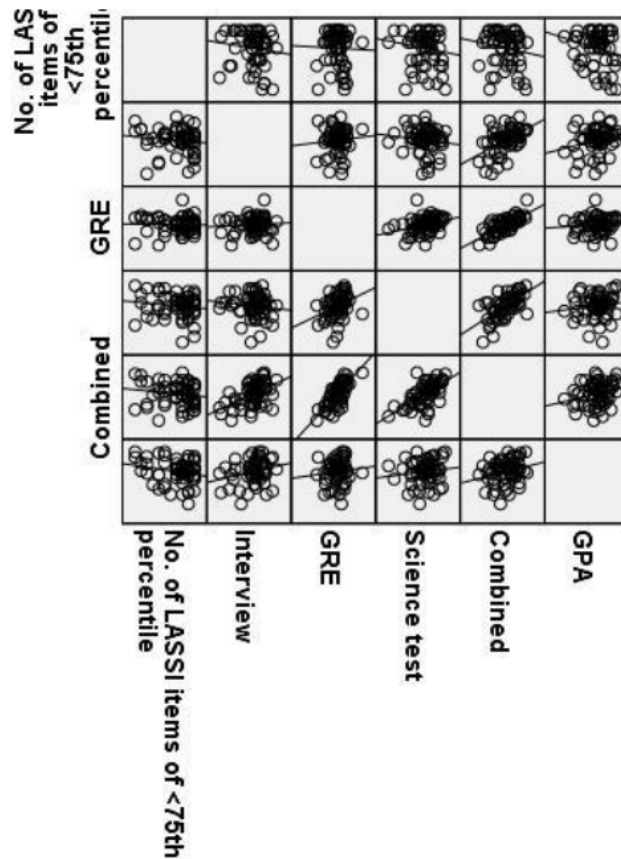 No. of LAS
items of
<75th
percentile
GRE
Combined
No. of LASSI items of <75th
percentile
Interview
GRE
Science test
Combined
GPA